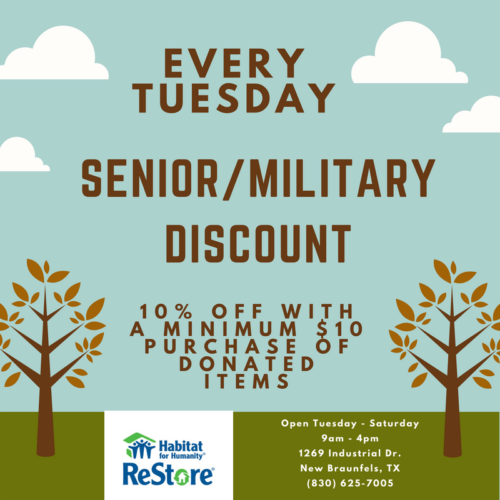 EVERY
TUESDAY
SENIOR/MILITARY
DISCOUNT
10% OFF WITH
A MINIMUM $10
PURCHASE OF
DONATED
ITEMS
Habitat
for Humanity®
ReStore®
Open Tuesday - Saturday
9am - 4pm
1269 Industrial Dr.
New Braunfels, TX
(830) 625-7005